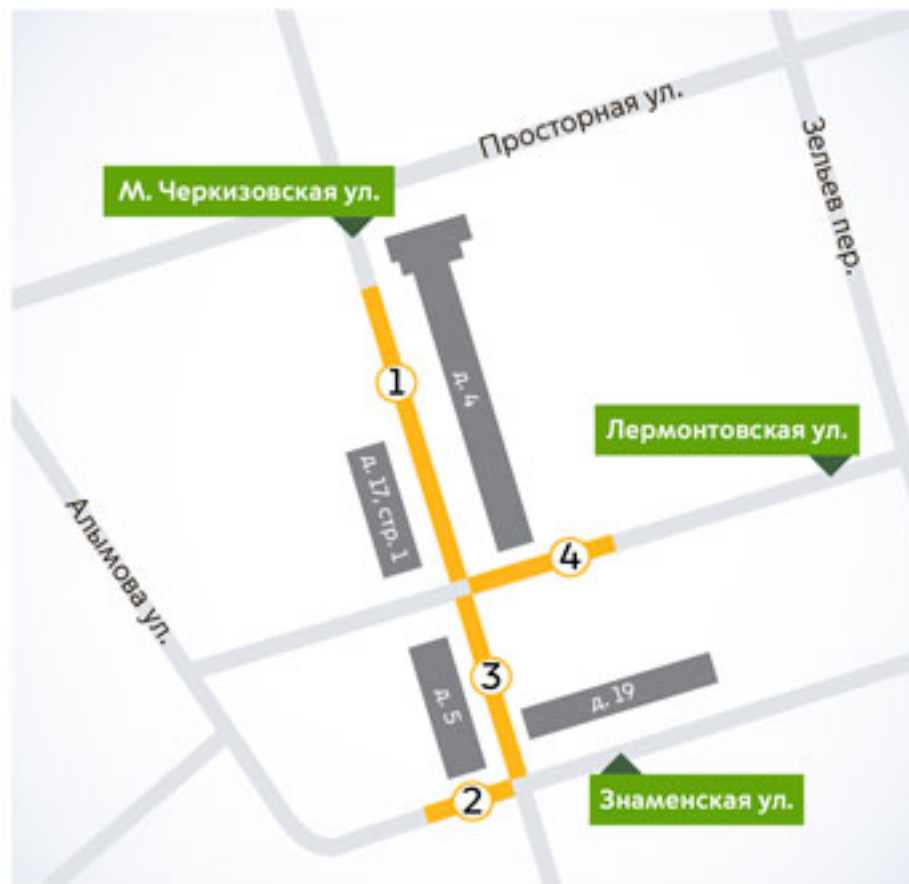 Просторная ул.
М. Черкизовская ул.
Зельев пер.
1
д. 4
Лермонтовская ул.
д. 17, стр. 1
Алымова ул.
4
3
д. 5
д. 19
2
Знаменская ул.